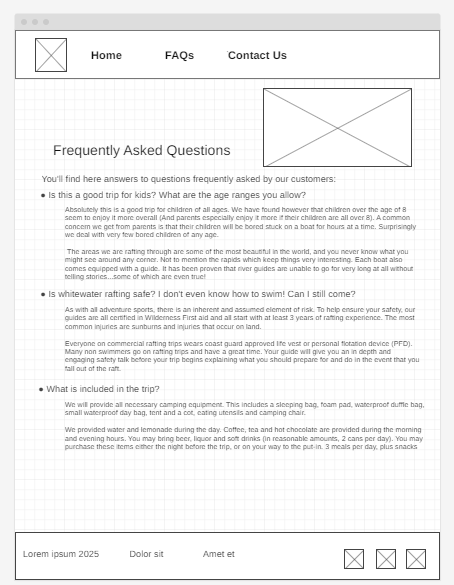 Home FAQs Contact Us
Frequently Asked Questions
You'll find here answers to questions frequently asked by our customers:
● Is this a good trip for kids? What are the age ranges you allow?
Absolutely this is a good trip for children of all ages. We have found however that children over the age of 8
seem to enjoy it more overall (And parents especially enjoy it more if their children are all over 8). A common
concern we get from parents is that their children will be bored stuck on a boat for hours at a time. Surprisingly
we deal with very few bored children of any age.
The areas we are rafting through are some of the most beautiful in the world, and you never know what you
might see around any corner. Not to mention the rapids which keep things very interesting. Each boat also
comes equipped with a guide. It has been proven that river guides are unable to go for very long at all without
telling stories...some of which are even true!
● Is whitewater rafting safe? I don't even know how to swim! Can I still come?
As with all adventure sports, there is an inherent and assumed element of risk. To help ensure your safety, our
guides are all certified in Wilderness First aid and all start with at least 3 years of rafting experience. The most
common injuries are sunburns and injuries that occur on land.
Everyone on commercial rafting trips wears coast guard approved life vest or personal flotation device (PFD).
Many non swimmers go on rafting trips and have a great time. Your guide will give you an in depth and
engaging safety talk before your trip begins explaining what you should prepare for and do in the event that you
fall out of the raft.
● What is included in the trip?
We will provide all necessary camping equipment. This includes a sleeping bag, foam pad, waterproof duffle bag,
small waterproof day bag, tent and a cot, eating utensils and camping chair.
We provided water and lemonade during the day. Coffee, tea and hot chocolate are provided during the morning
and evening hours. You may bring beer, liquor and soft drinks (in reasonable amounts, 2 cans per day). You may
purchase these items either the night before the trip, or on your way to the put-in. 3 meals per day, plus snacks
Lorem ipsum 2025 Dolor sit Amet et